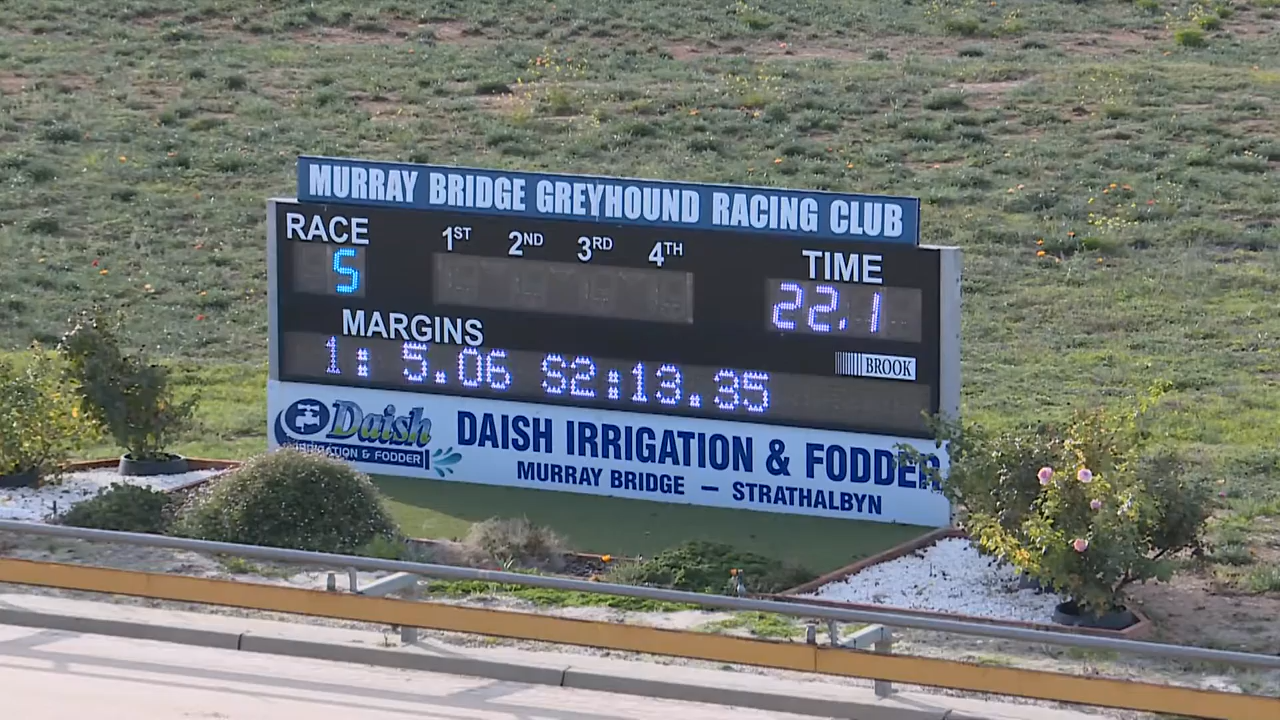 MURRAY BRIDGE GREYHOUND RACING CLUB
RACE 1ST 2ND 3RD 4TH TIME
5 22.1
MARGINS
1: 5.06 S2:13.35
BROOK
Daish
IRRIGATION & FODDER
DAISH IRRIGATION & FODDER
MURRAY BRIDGE – STRATHALBYN